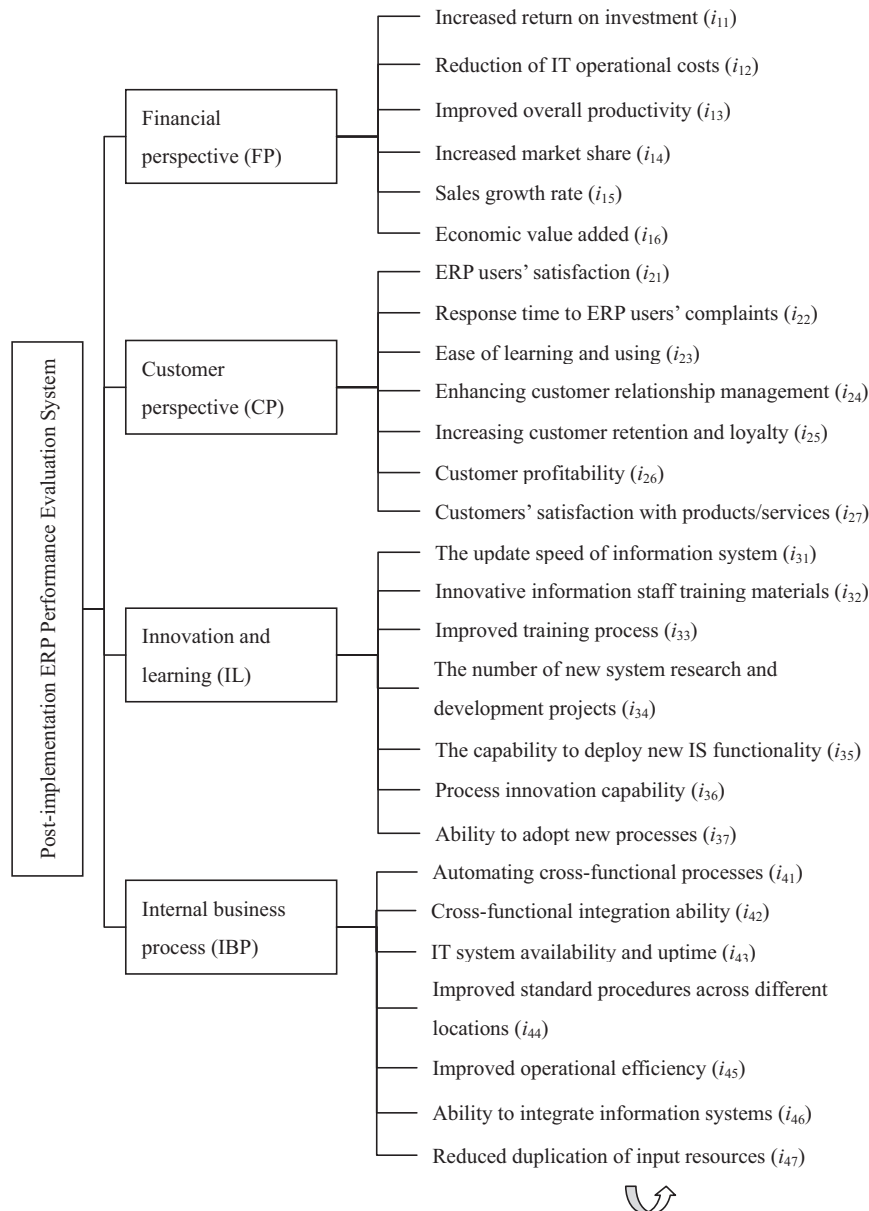 Post-implementation ERP Performance Evaluation System
Financial
perspective (FP)
Increased return on investment (i11)
Reduction of IT operational costs (i12)
Improved overall productivity (i13)
Increased market share (i14)
Sales growth rate (i15)
Economic value added (i16)
Customer
perspective (CP)
ERP users’ satisfaction (i21)
Response time to ERP users’ complaints (i22)
Ease of learning and using (i23)
Enhancing customer relationship management (i24)
Increasing customer retention and loyalty (i25)
Customer profitability (i26)
Customers’ satisfaction with products/services (i27)
Innovation and
learning (IL)
The update speed of information system (i31)
Innovative information staff training materials (i32)
Improved training process (i33)
The number of new system research and
development projects (i34)
The capability to deploy new IS functionality (i35)
Process innovation capability (i36)
Ability to adopt new processes (i37)
Internal business
process (IBP)
Automating cross-functional processes (i41)
Cross-functional integration ability (i42)
IT system availability and uptime (i43)
Improved standard procedures across different
locations (i44)
Improved operational efficiency (i45)
Ability to integrate information systems (i46)
Reduced duplication of input resources (i47)